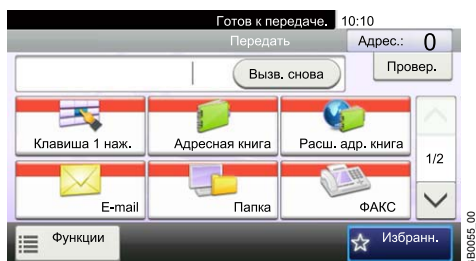 Готов к передаче. 10:10
Передать Адрес.: 0
Вызв. снова Провер.
Клавиша 1 наж. Адресная книга Расш. адр. книга
1/2
E-mail Папка ФАКС
Функции Избранн.